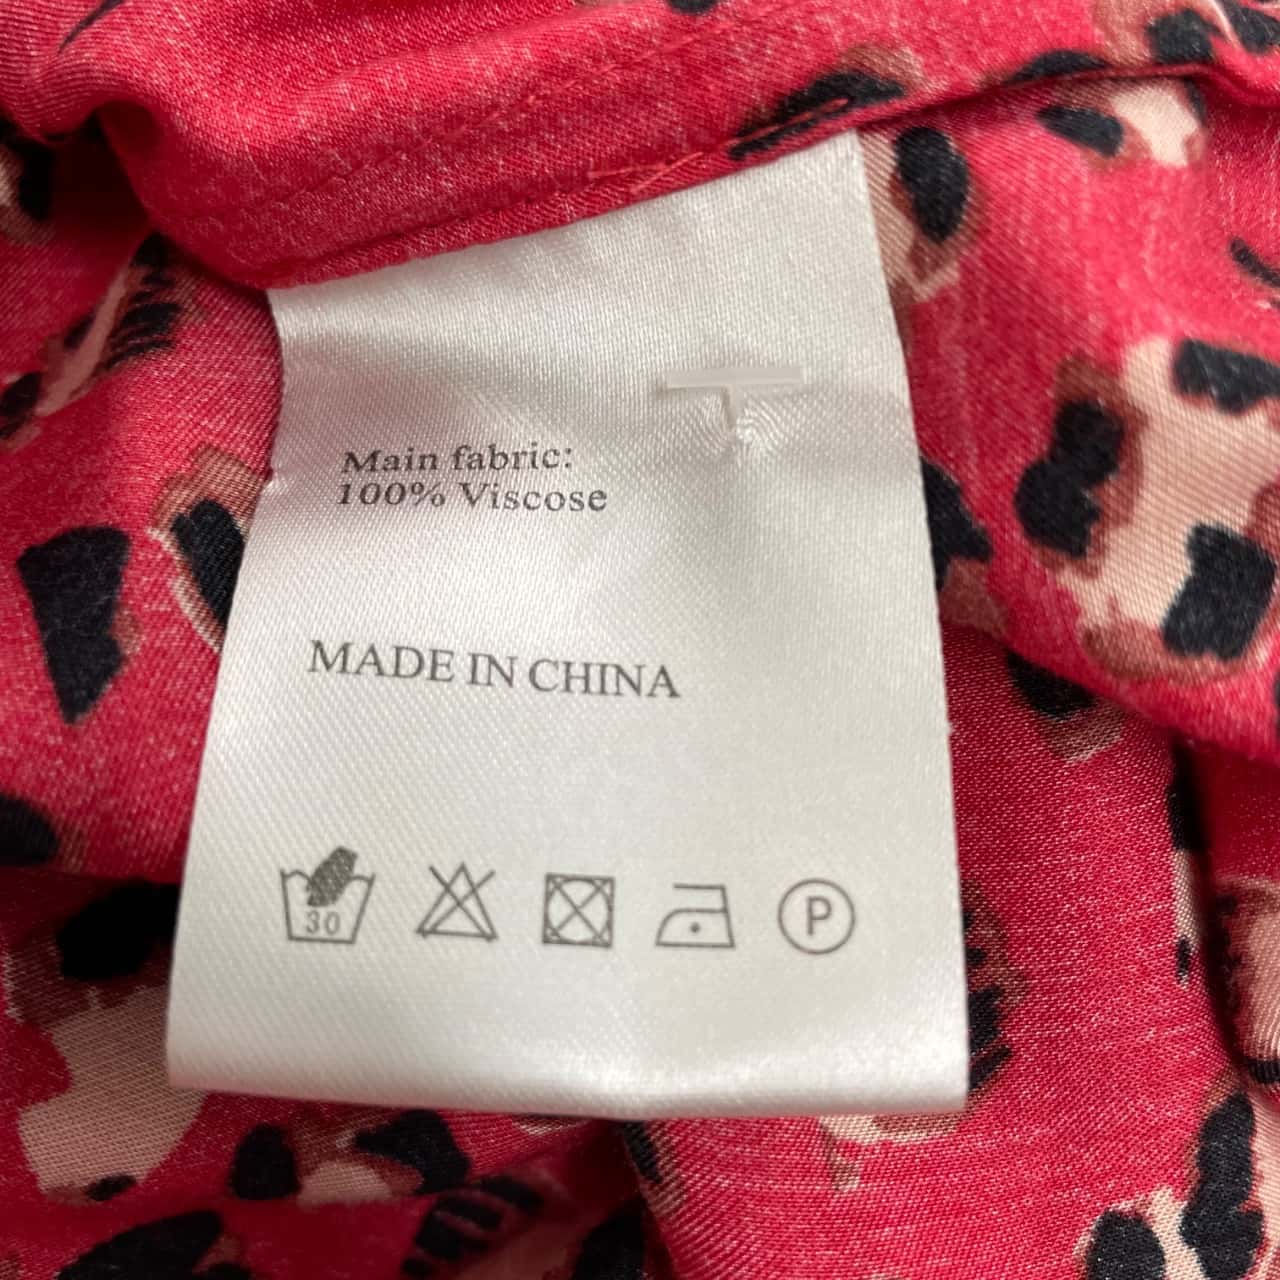 Main fabric:
100% Viscose
MADE IN CHINA
30
P